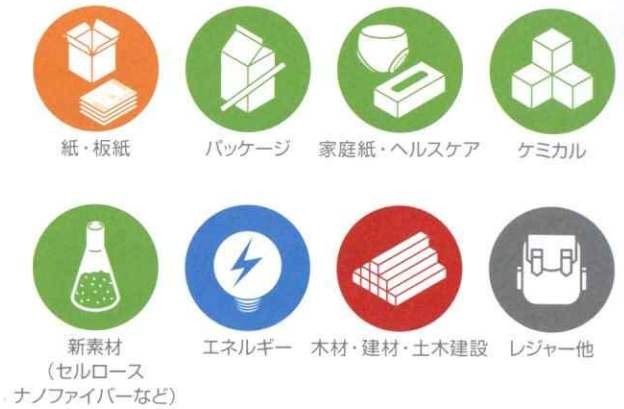 紙・板紙
パッケージ
家庭紙・ヘルスケア
ケミカル
新素材
(セルロース
ナノファイバーなど)
エネルギー
木材・建材・土木建設
レジャー他